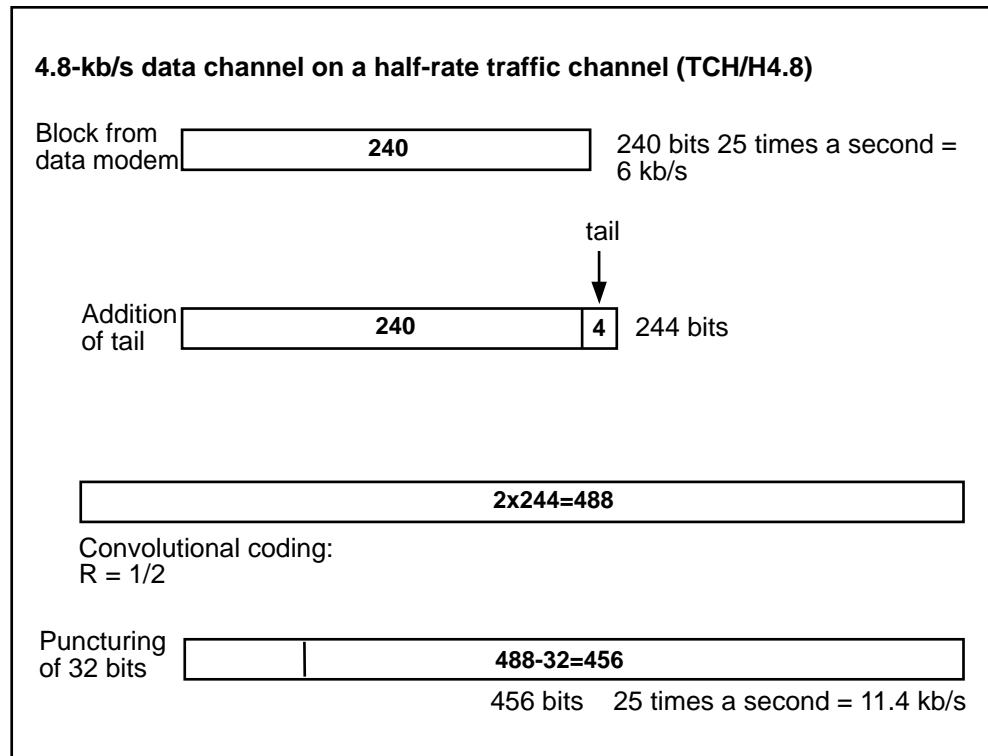 4.8-kb/s data channel on a half-rate traffic channel (TCH/H4.8)
Block from
data modem
240
240 bits 25 times a second =
6 kb/s
tail
Addition
of tail
240
4
244 bits
2x244=488
Convolutional coding:
R = 1/2
Puncturing
of 32 bits
488-32=456
456 bits 25 times a second = 11.4 kb/s